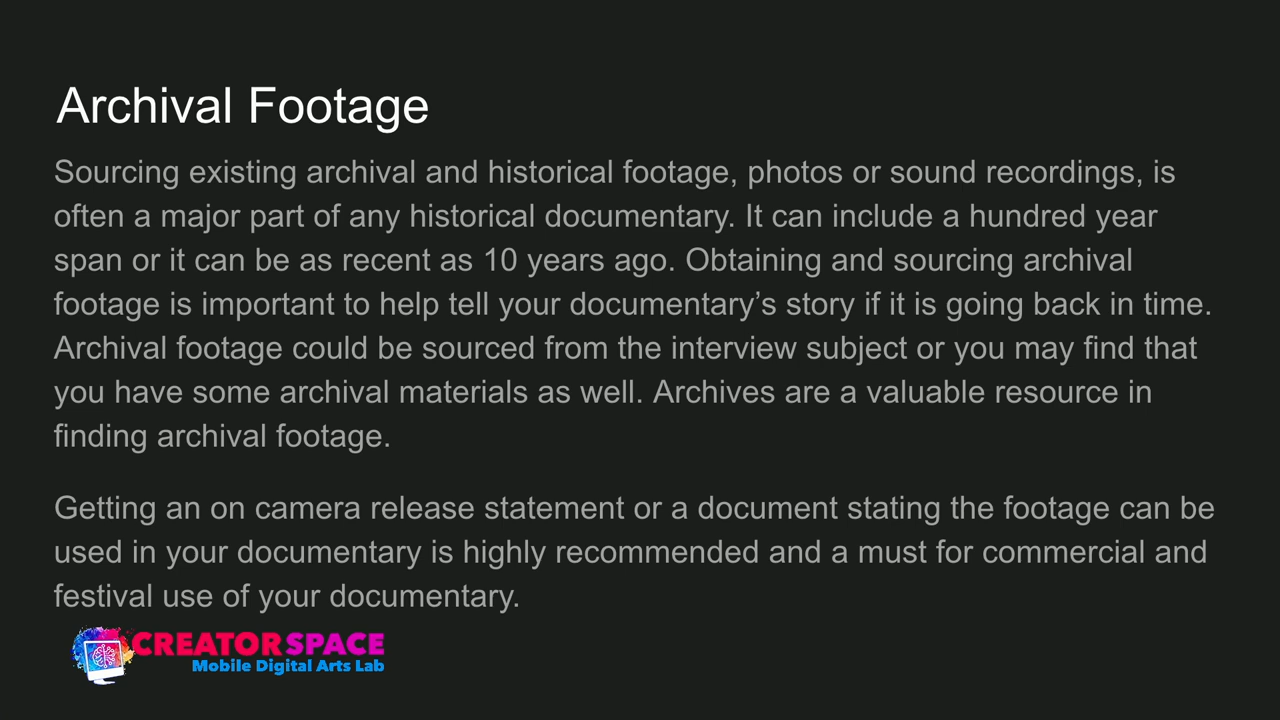 Archival Footage
Sourcing existing archival and historical footage, photos or sound recordings, is
often a major part of any historical documentary. It can include a hundred year
span or it can be as recent as 10 years ago. Obtaining and sourcing archival
footage is important to help tell your documentary’s story if it is going back in time.
Archival footage could be sourced from the interview subject or you may find that
you have some archival materials as well. Archives are a valuable resource in
finding archival footage.
Getting an on camera release statement or a document stating the footage can be
used in your documentary is highly recommended and a must for commercial and
festival use of your documentary.
CREATORSPACE
Mobile Digital Arts Lab